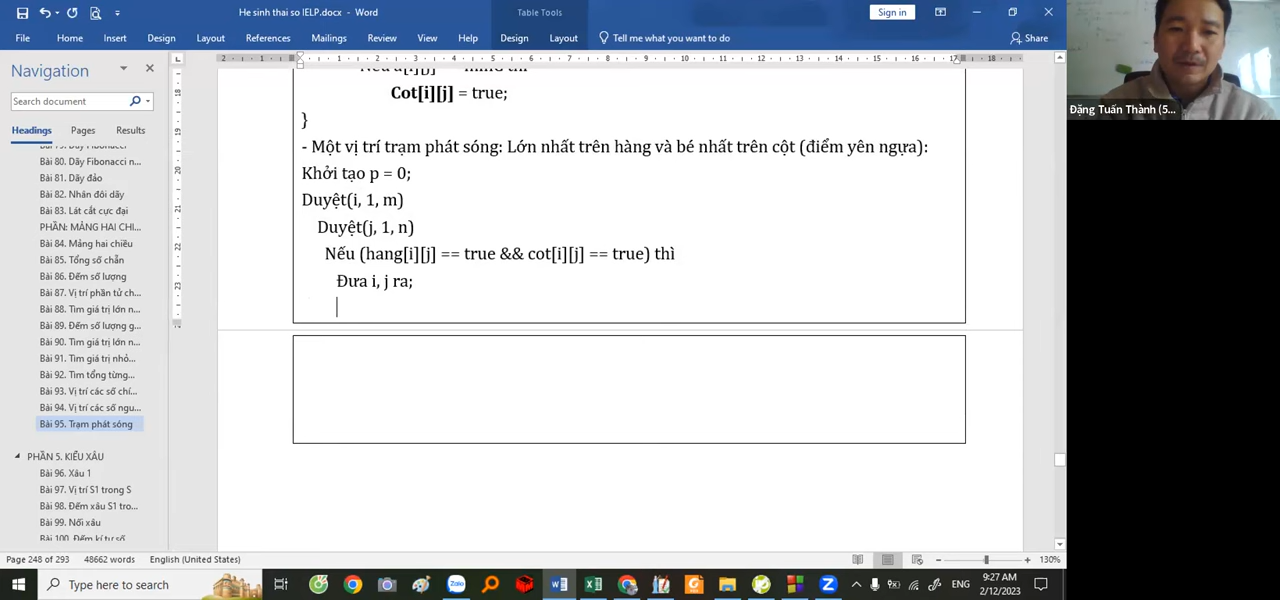 He sinh thai so IELP.docx - Word
Table Tools
Sign in
File Home Insert Design Layout References Mailings Review View Help Design Layout Tell me what you want to do Share
Navigation
Search document
Headings Pages Results
Bài 80. Dãy Fibonacci n...
Bài 81. Dãy đảo
Bài 82. Nhân đôi dãy
Bài 83. Lát cắt cực đại
PHẦN: MẢNG HAI CHI...
Bài 84. Mảng hai chiều
Bài 85. Tổng số chẵn
Bài 86. Đếm số lượng
Bài 87. Vị trí phần tử ch...
Bài 88. Tìm giá trị lớn n...
Bài 89. Đếm số lượng g...
Bài 90. Tìm giá trị lớn n...
Bài 91. Tìm giá trị nhỏ...
Bài 92. Tìm tổng từng...
Bài 93. Vị trí các số chí...
Bài 94. Vị trí các số ngu...
Bài 95. Trạm phát sóng
PHẦN 5. KIỂU XÂU
Bài 96. Xâu 1
Bài 97. Vị trí S1 trong S
Bài 98. Đếm xâu S1 tro...
Bài 99. Nối xâu
Bài 100. Đếm kí tự số
Cot[i][j] = true;
}
- Một vị trí trạm phát sóng: Lớn nhất trên hàng và bé nhất trên cột (điểm yên ngựa):
Khởi tạo p = 0;
Duyệt(i, 1, m)
Duyệt(j, 1, n)
Nếu (hang[i][j] == true && cot[i][j] == true) thì
Đưa i, j ra;
Đặng Tuấn Thành (5...
Page 248 of 293 48662 words English (United States) 130%
Type here to search
Zalo
ENG
9:27 AM
2/12/2023